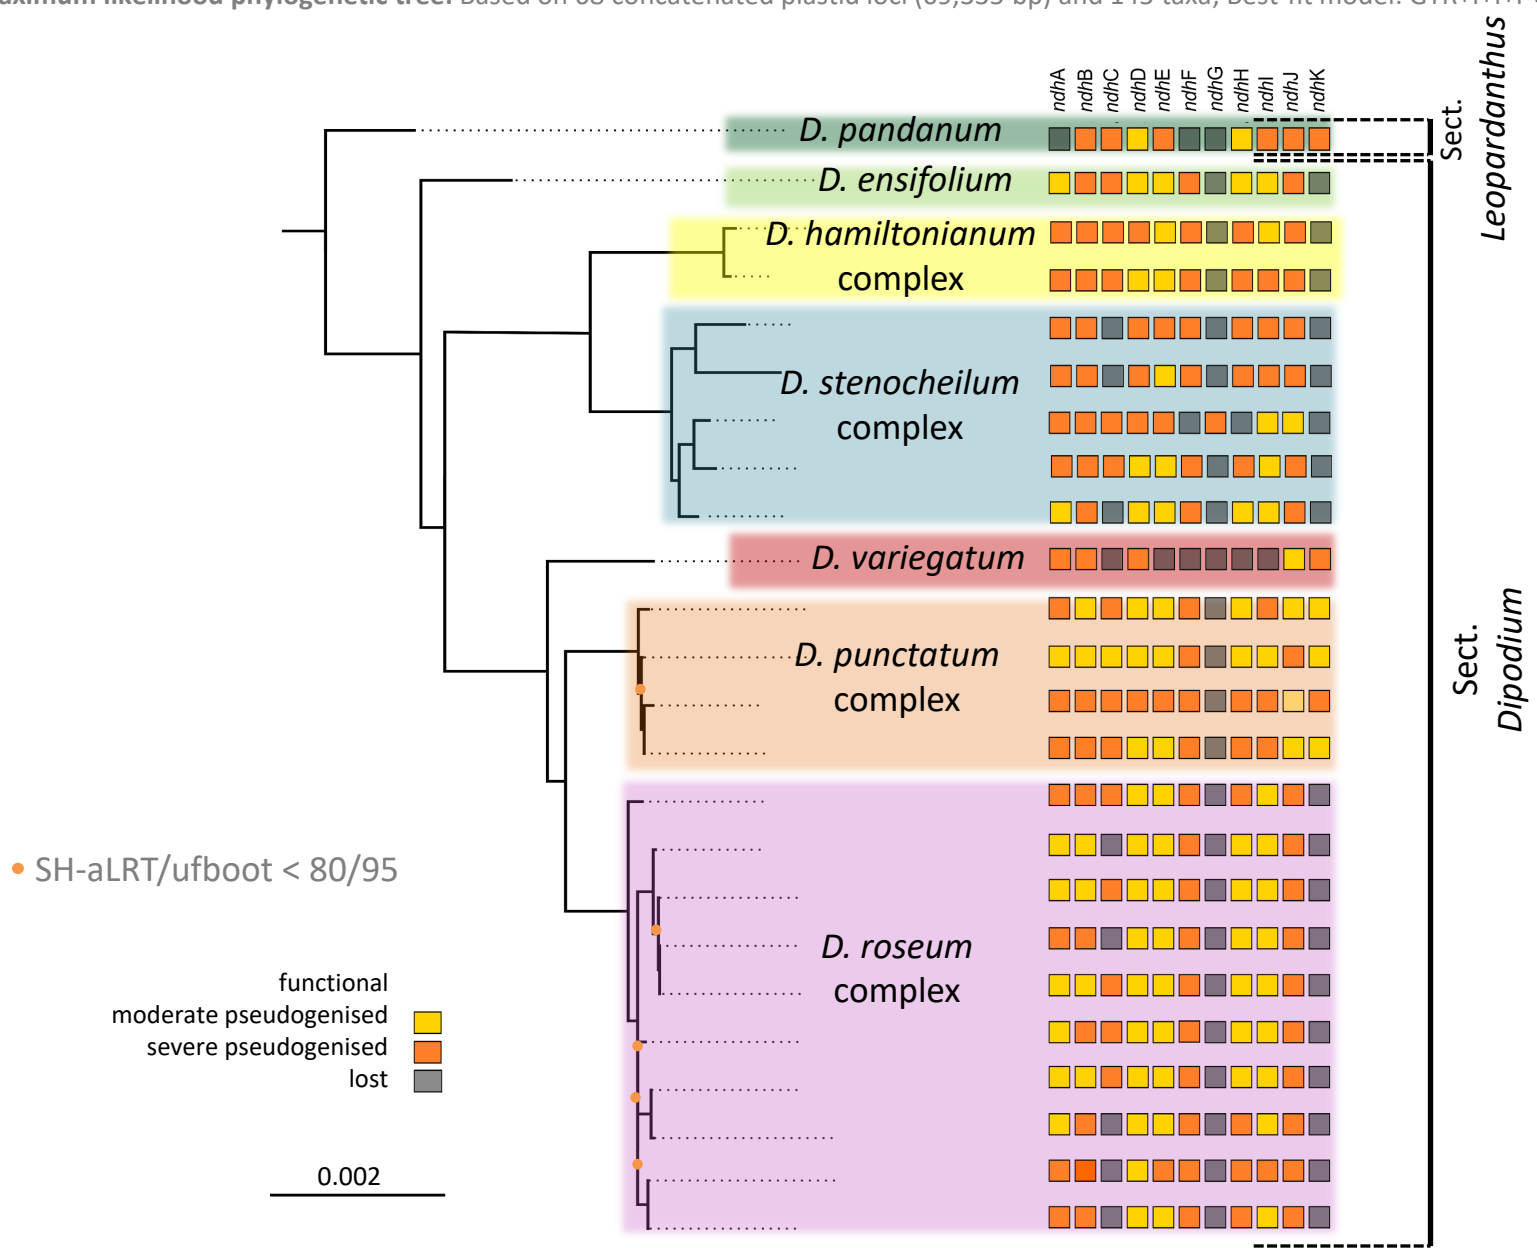 ndhA ndhB ndhC ndhD ndhE ndhF ndhG ndhH ndhI ndhJ ndhK
D. pandanum
D. ensifolium
D. hamiltonianum
complex
D. stenocheilum
complex
D. variegatum
D. punctatum
complex
D. roseum
complex
Sect.
Leopardanthus
Sect.
Dipodium
SH-aLRT/ufboot < 80/95
functional
moderate pseudogenised
severe pseudogenised
lost
0.002